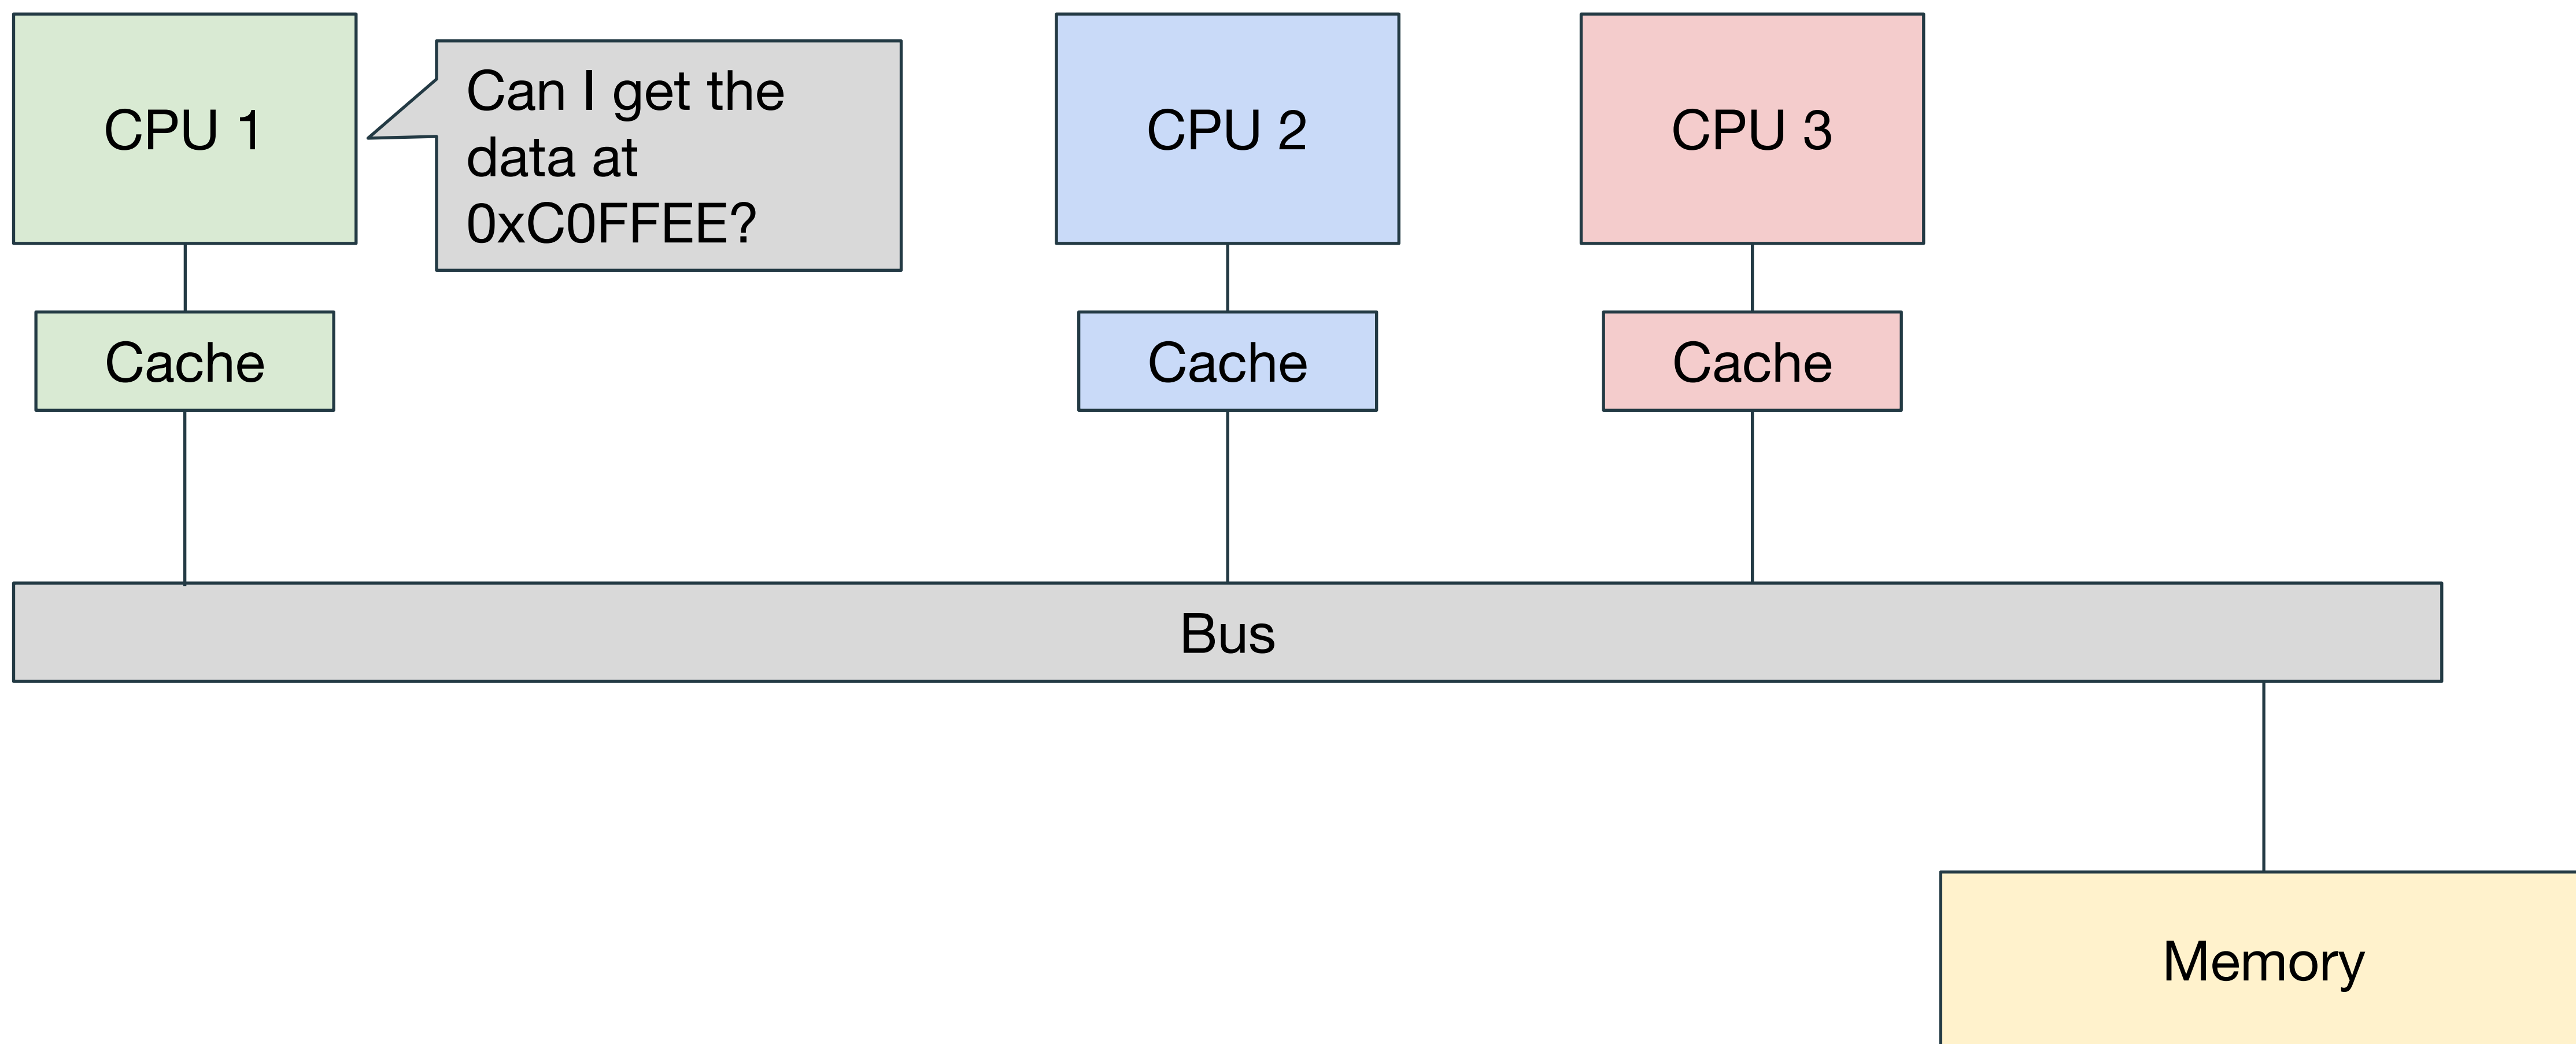 CPU 1
Can I get the
data at
0xC0FFEE?
CPU 2
CPU 3
Cache
Cache
Cache
Bus
Memory